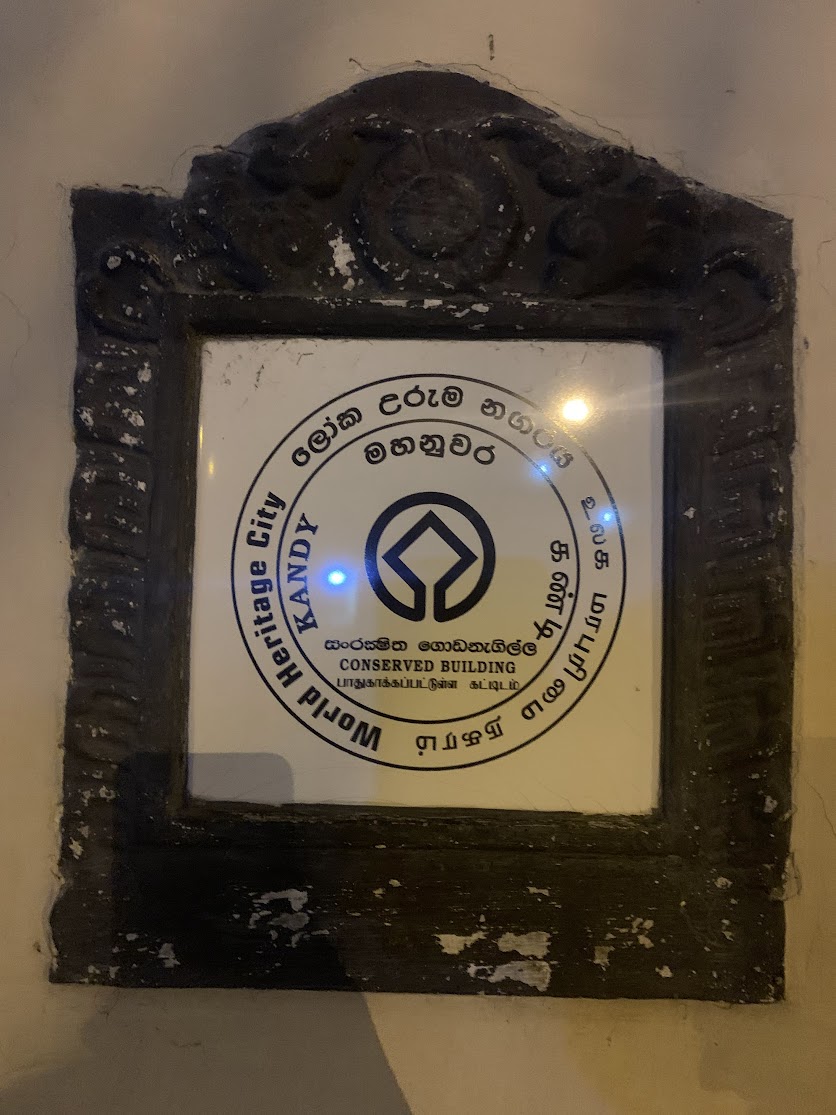 ලෝක උරුම නගරය
මහනුවර
World Heritage City
KANDY
உலக மரபுரிமை நகரம்
கண்டி
සංරක්ෂිත ගොඩනැගිල්ල
CONSERVED BUILDING
பாதுகாக்கப்பட்டுள்ள கட்டிடம்